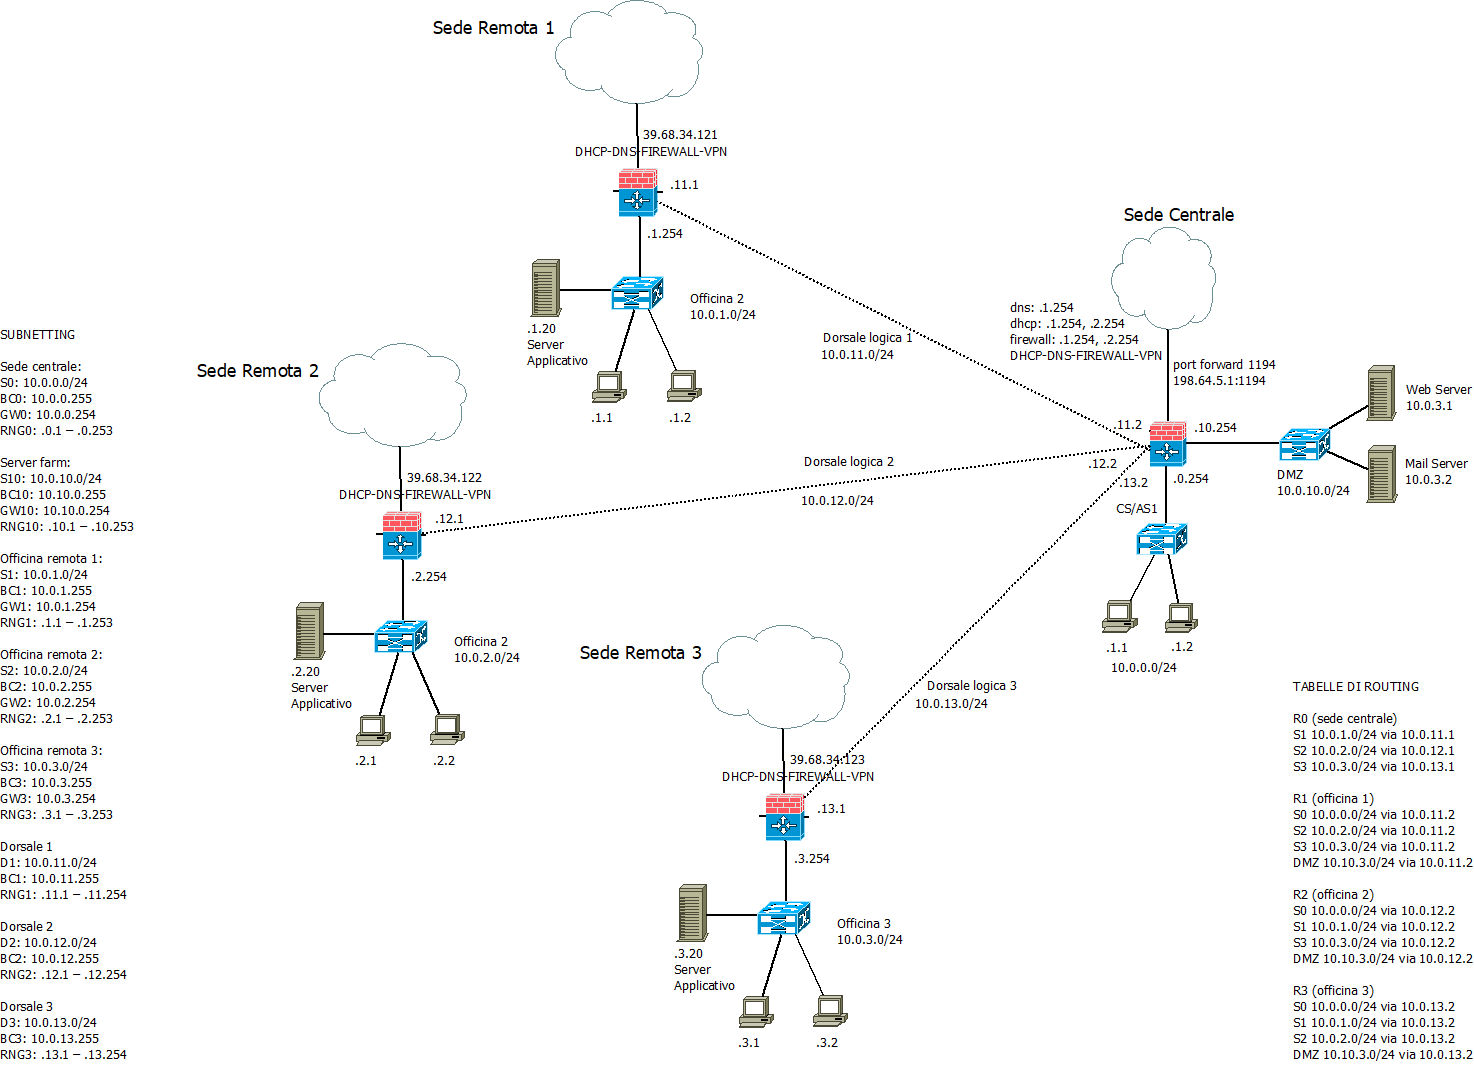 Sede Remota 1
39.68.34.121
DHCP-DNS-FIREWALL-VPN
.11.1
.1.254
Officina 2
10.0.1.0/24
.1.20
Server
Applicativo
.1.1
.1.2
Dorsale logica 1
10.0.11.0/24
Sede Centrale
dns: .1.254
dhcp: .1.254, .2.254
firewall: .1.254, .2.254
DHCP-DNS-FIREWALL-VPN
port forward 1194
198.64.5.1:1194
.11.2
.12.2
.13.2
.10.254
.0.254
DMZ
10.0.10.0/24
Web Server
10.0.3.1
Mail Server
10.0.3.2
CS/AS1
.1.1
.1.2
10.0.0.0/24
Sede Remota 2
39.68.34.122
DHCP-DNS-FIREWALL-VPN
.12.1
.2.254
Officina 2
10.0.2.0/24
.2.20
Server
Applicativo
.2.1
.2.2
Dorsale logica 2
10.0.12.0/24
Sede Remota 3
39.68.34.123
DHCP-DNS-FIREWALL-VPN
.13.1
.3.254
Officina 3
10.0.3.0/24
.3.20
Server
Applicativo
.3.1
.3.2
Dorsale logica 3
10.0.13.0/24
SUBNETTING
Sede centrale:
S0: 10.0.0.0/24
BC0: 10.0.0.255
GW0: 10.0.0.254
RNG0: .0.1 – .0.253
Server farm:
S10: 10.0.10.0/24
BC10: 10.10.0.255
GW10: 10.10.0.254
RNG10: .10.1 – .10.253
Officina remota 1:
S1: 10.0.1.0/24
BC1: 10.0.1.255
GW1: 10.0.1.254
RNG1: .1.1 – .1.253
Officina remota 2:
S2: 10.0.2.0/24
BC2: 10.0.2.255
GW2: 10.0.2.254
RNG2: .2.1 – .2.253
Officina remota 3:
S3: 10.0.3.0/24
BC3: 10.0.3.255
GW3: 10.0.3.254
RNG3: .3.1 – .3.253
Dorsale 1
D1: 10.0.11.0/24
BC1: 10.0.11.255
RNG1: .11.1 – .11.254
Dorsale 2
D2: 10.0.12.0/24
BC2: 10.0.12.255
RNG2: .12.1 – .12.254
Dorsale 3
D3: 10.0.13.0/24
BC3: 10.0.13.255
RNG3: .13.1 – .13.254
TABELLE DI ROUTING
R0 (sede centrale)
S1 10.0.1.0/24 via 10.0.11.1
S2 10.0.2.0/24 via 10.0.12.1
S3 10.0.3.0/24 via 10.0.13.1
R1 (officina 1)
S0 10.0.0.0/24 via 10.0.11.2
S2 10.0.2.0/24 via 10.0.11.2
S3 10.0.3.0/24 via 10.0.11.2
DMZ 10.10.3.0/24 via 10.0.11.2
R2 (officina 2)
S0 10.0.0.0/24 via 10.0.12.2
S1 10.0.1.0/24 via 10.0.12.2
S3 10.0.3.0/24 via 10.0.12.2
DMZ 10.10.3.0/24 via 10.0.12.2
R3 (officina 3)
S0 10.0.0.0/24 via 10.0.13.2
S1 10.0.1.0/24 via 10.0.13.2
S2 10.0.2.0/24 via 10.0.13.2
DMZ 10.10.3.0/24 via 10.0.13.2